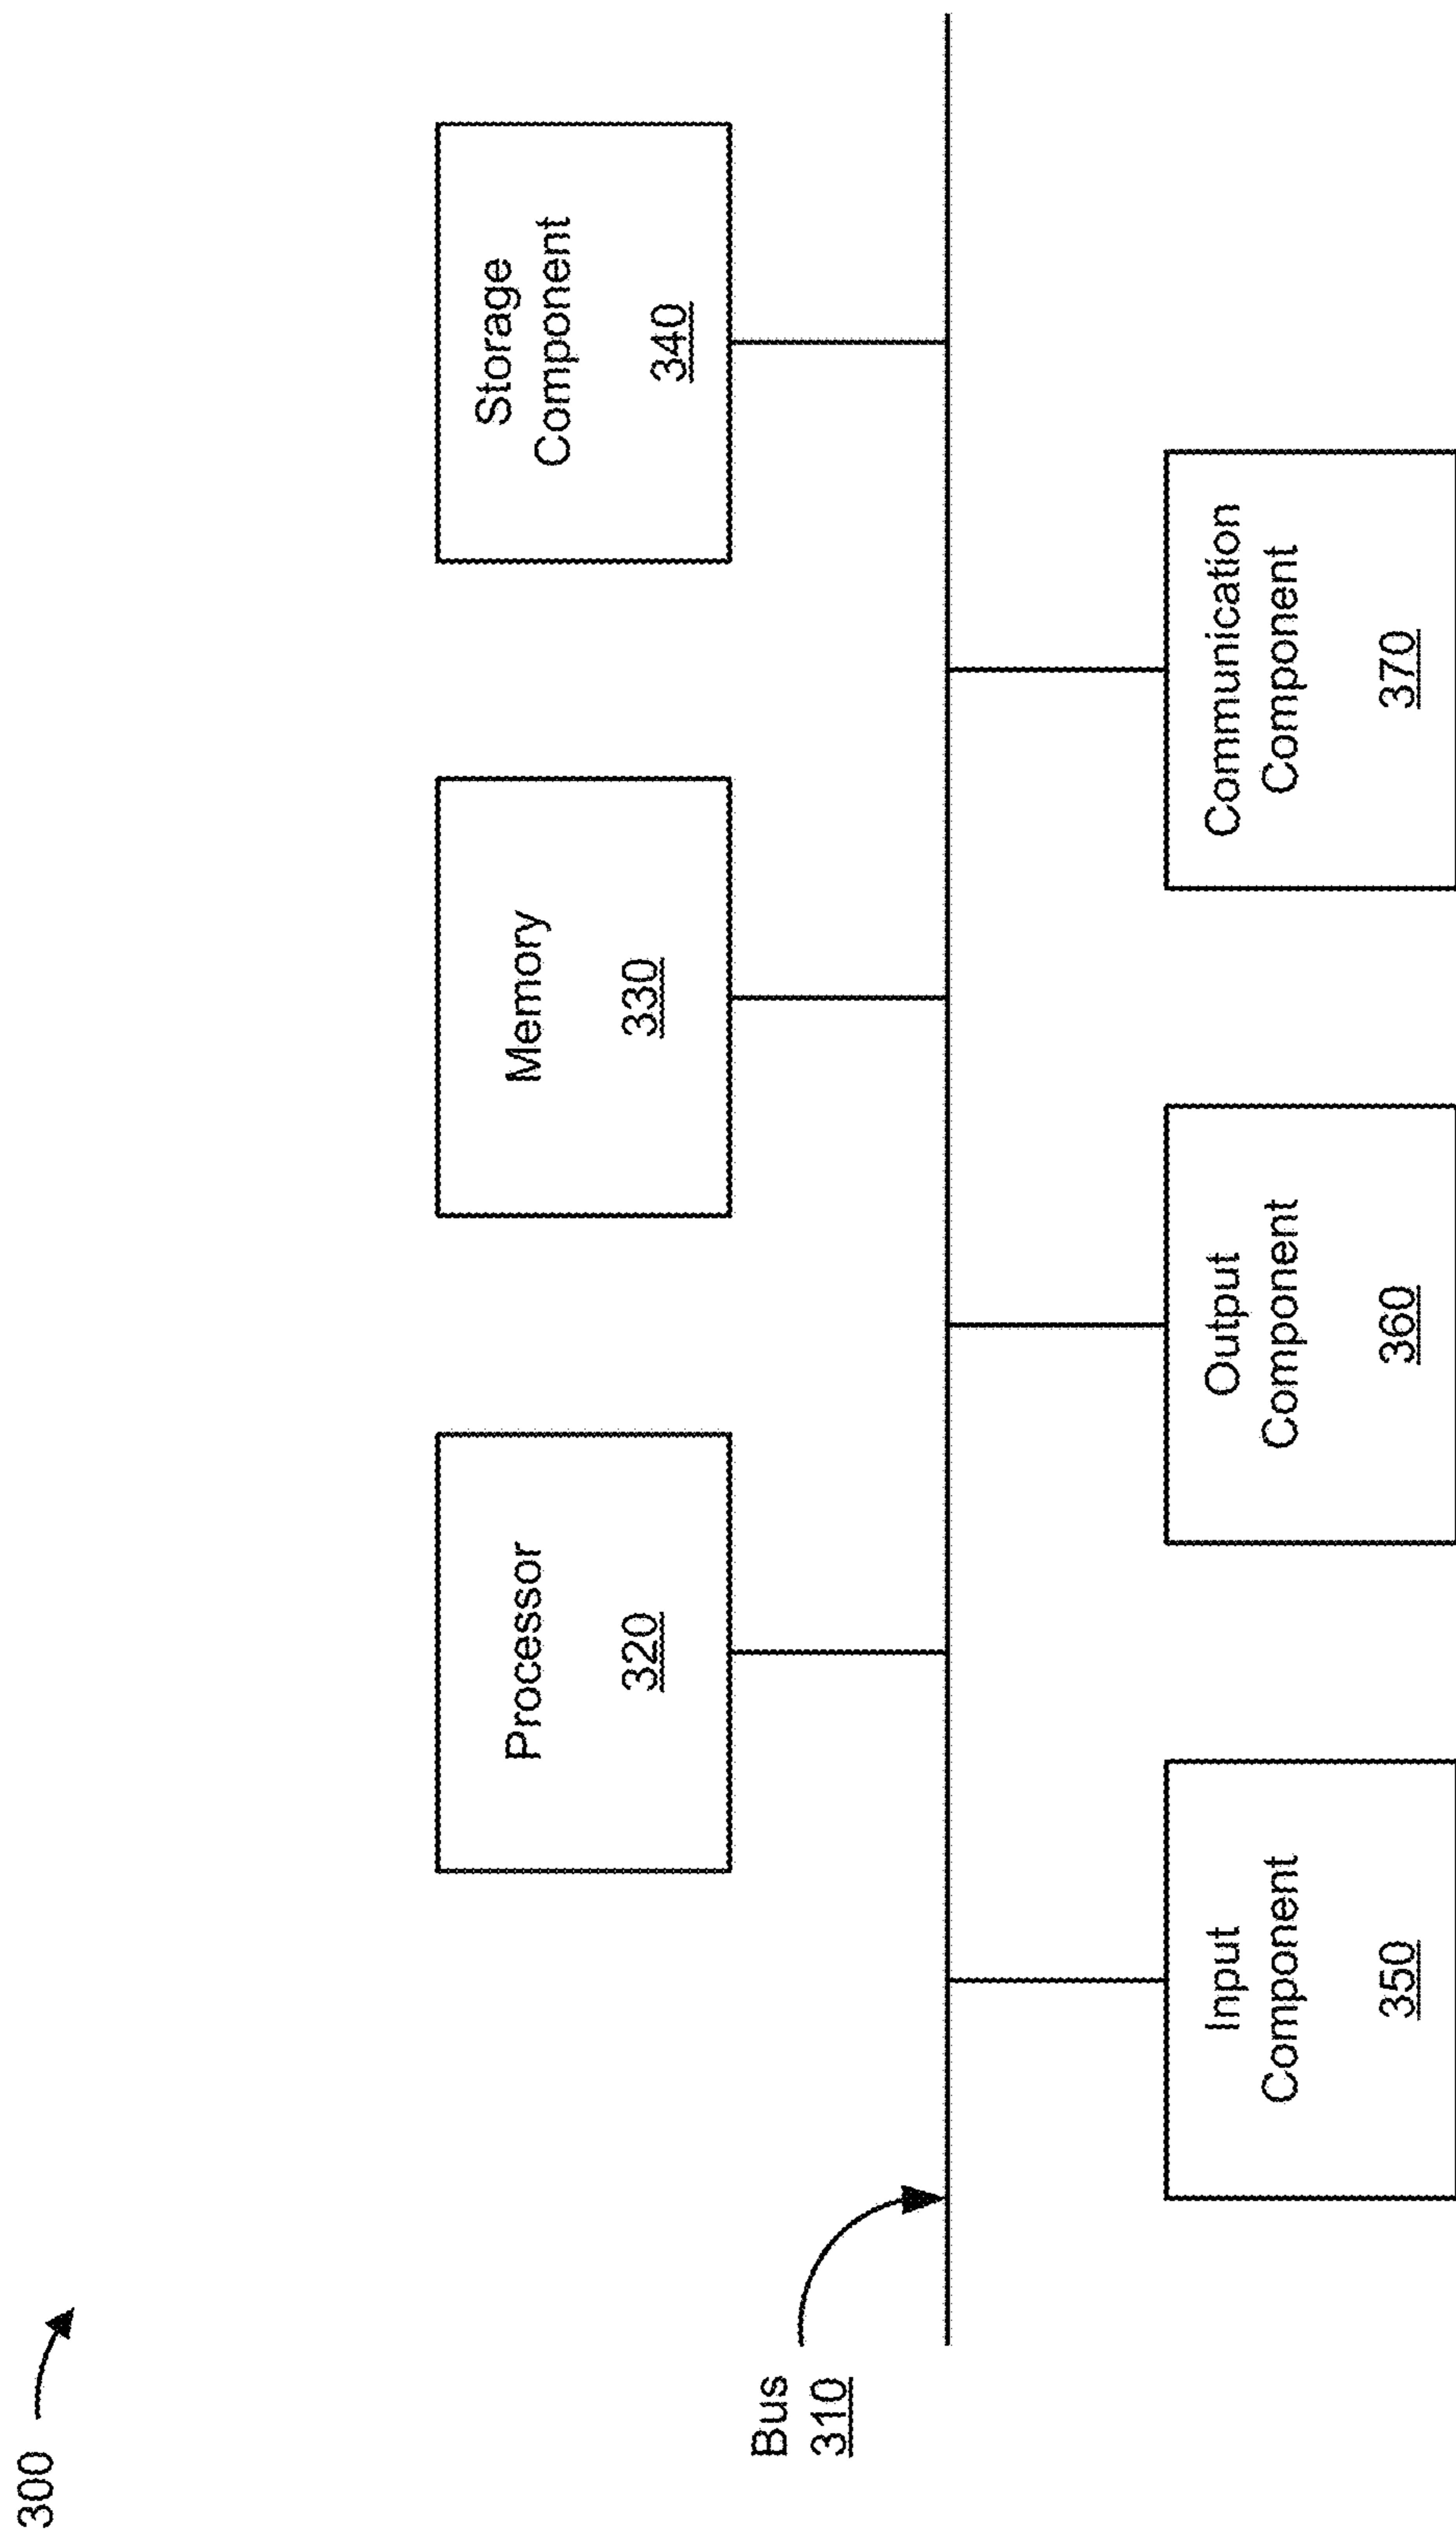 300
Processor
320
Memory
330
Storage
Component
340
Bus
310
Input
Component
350
Output
Component
360
Communication
Component
370